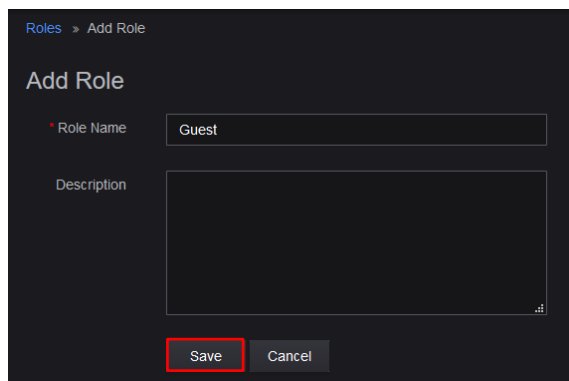 Roles » Add Role
Add Role
* Role Name
Guest
Description
Save Cancel